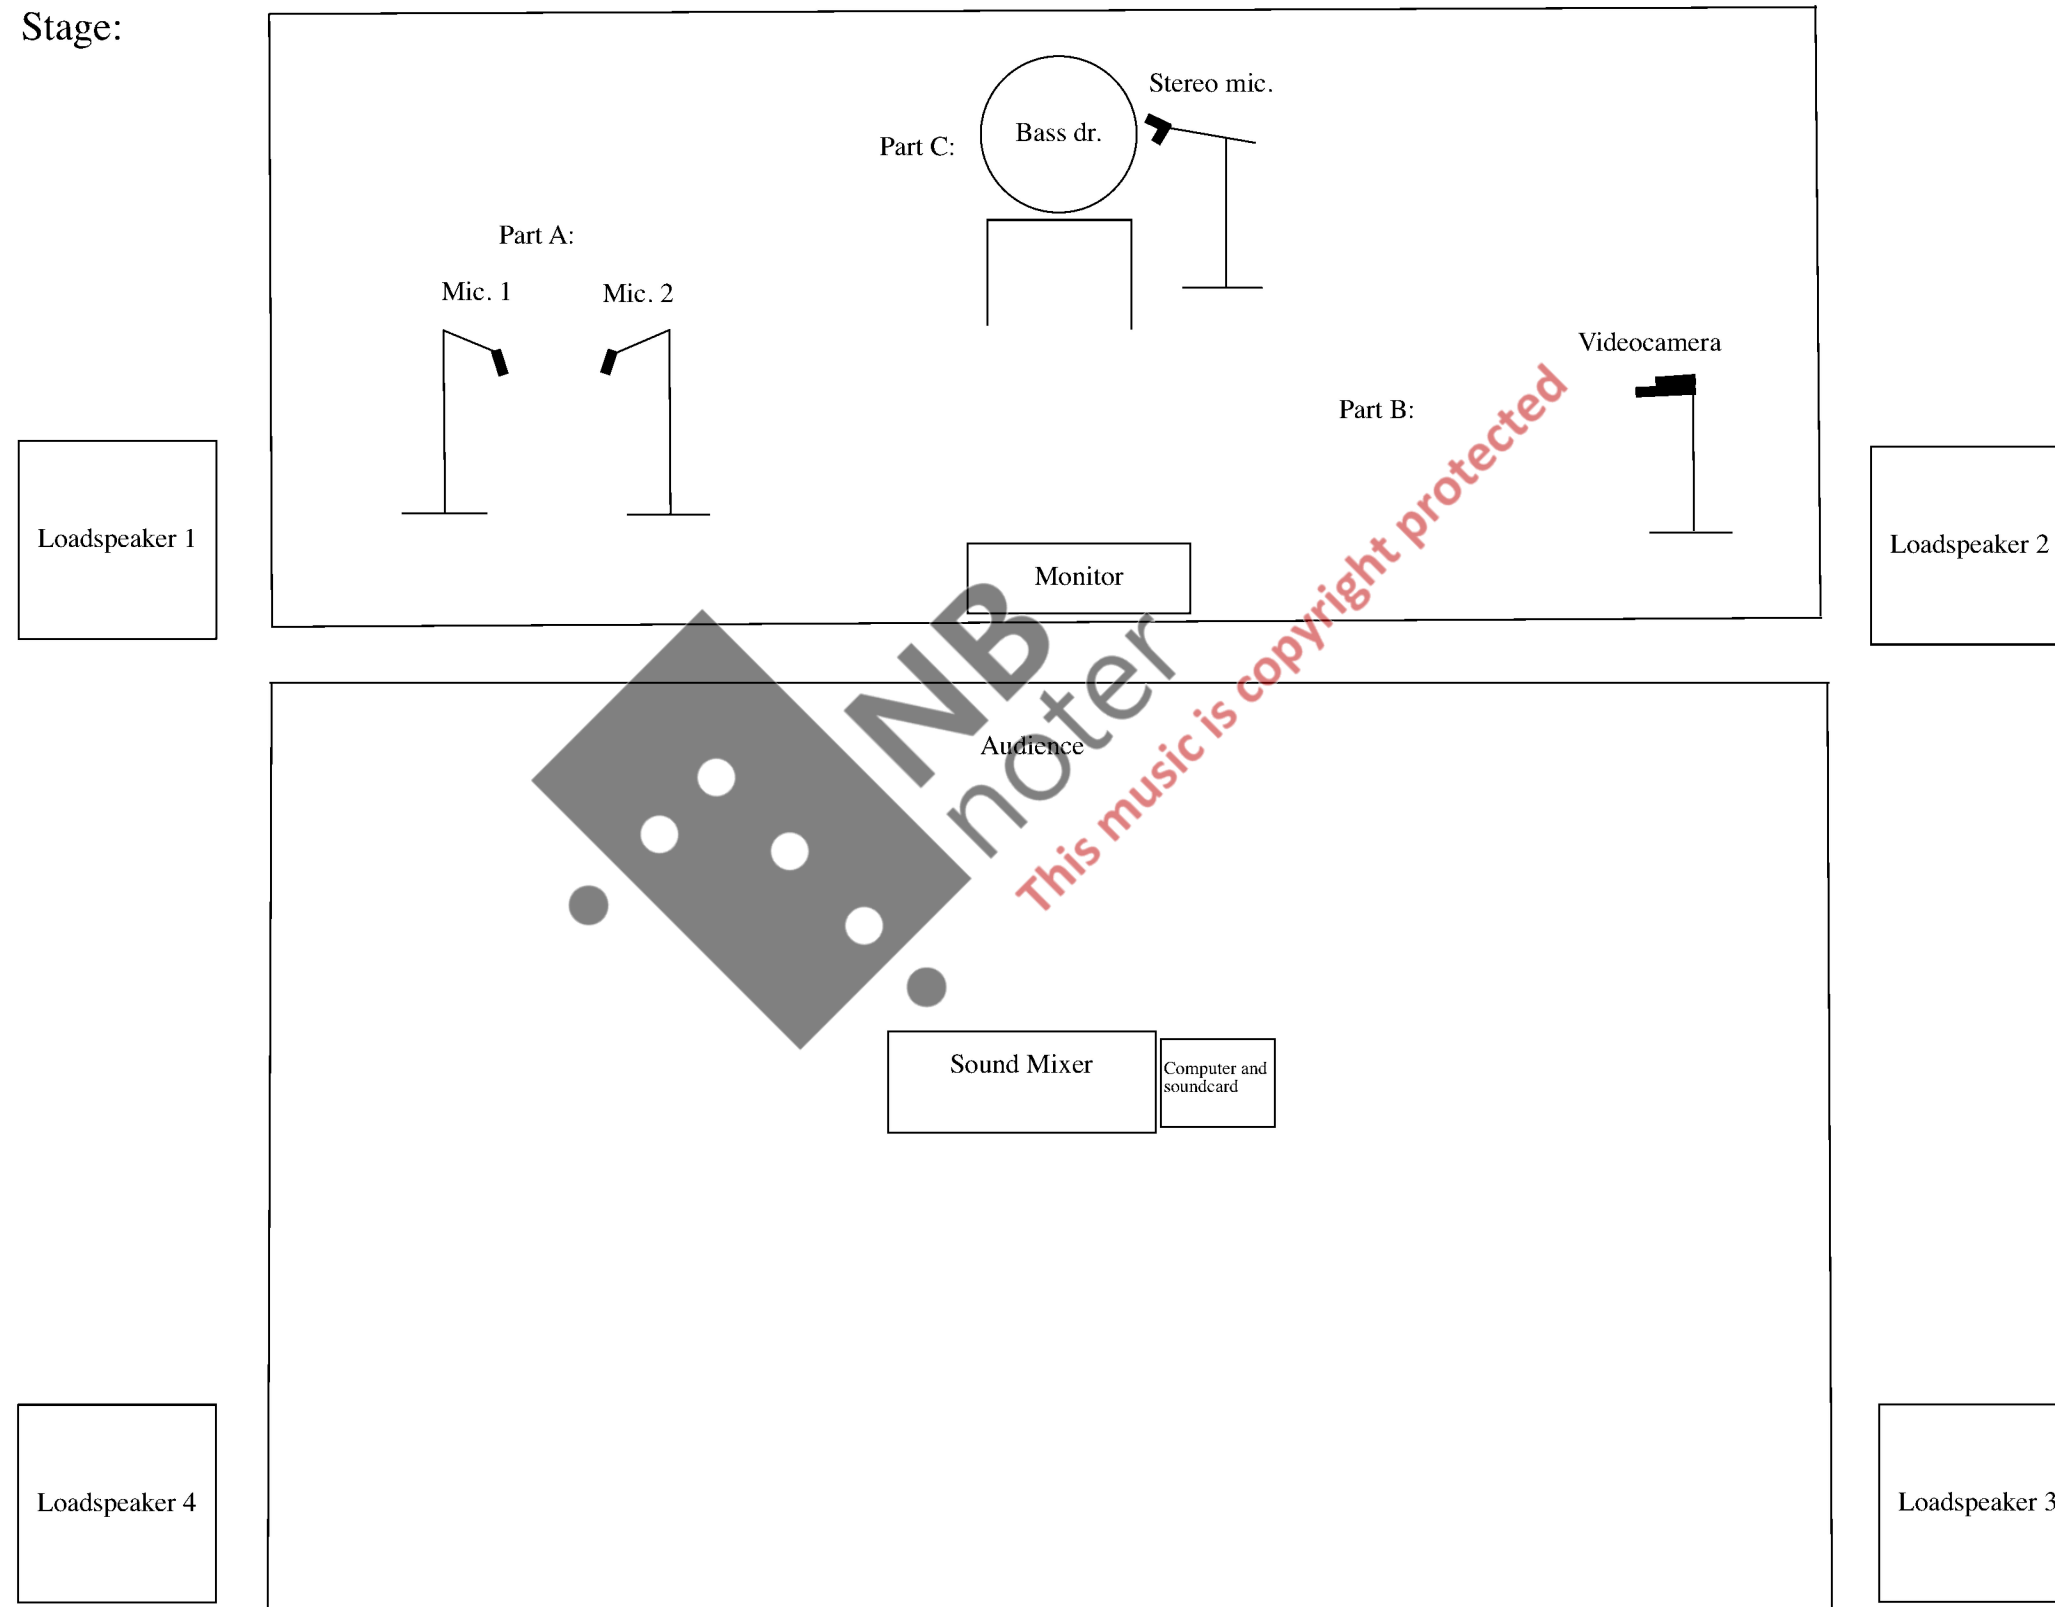 Stage:
Stereo mic.
Bass dr.
Part C:
Part A:
Mic. 1
Mic. 2
Videocamera
Part B:
Loadspeaker 1
Loadspeaker 2
Monitor
NB
noter
This music is copyright protected
Audience
Sound Mixer
Computer and
soundcard
Loadspeaker 4
Loadspeaker 3